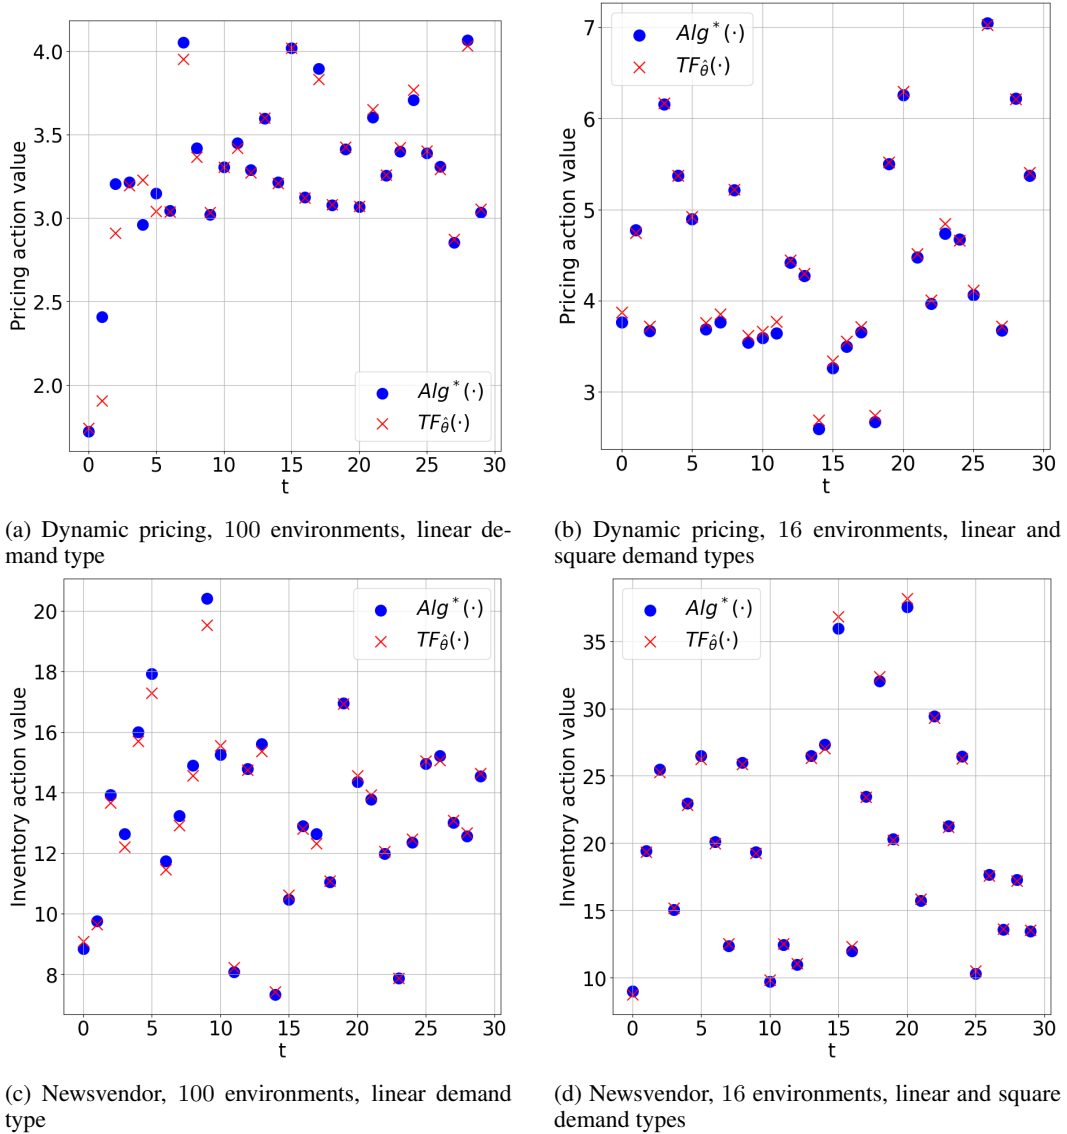 4.0
3.5
3.0
2.5
2.0
Pricing action value
Alg*(·)
TF_θ̂(·)
0 5 10 15 20 25 30
t
(a) Dynamic pricing, 100 environments, linear de-
mand type
7
6
5
4
3
Pricing action value
Alg*(·)
TF_θ̂(·)
0 5 10 15 20 25 30
t
(b) Dynamic pricing, 16 environments, linear and
square demand types
20
18
16
14
12
10
8
Inventory action value
Alg*(·)
TF_θ̂(·)
0 5 10 15 20 25 30
t
(c) Newsvendor, 100 environments, linear demand
type
35
30
25
20
15
10
Inventory action value
Alg*(·)
TF_θ̂(·)
0 5 10 15 20 25 30
t
(d) Newsvendor, 16 environments, linear and square
demand types